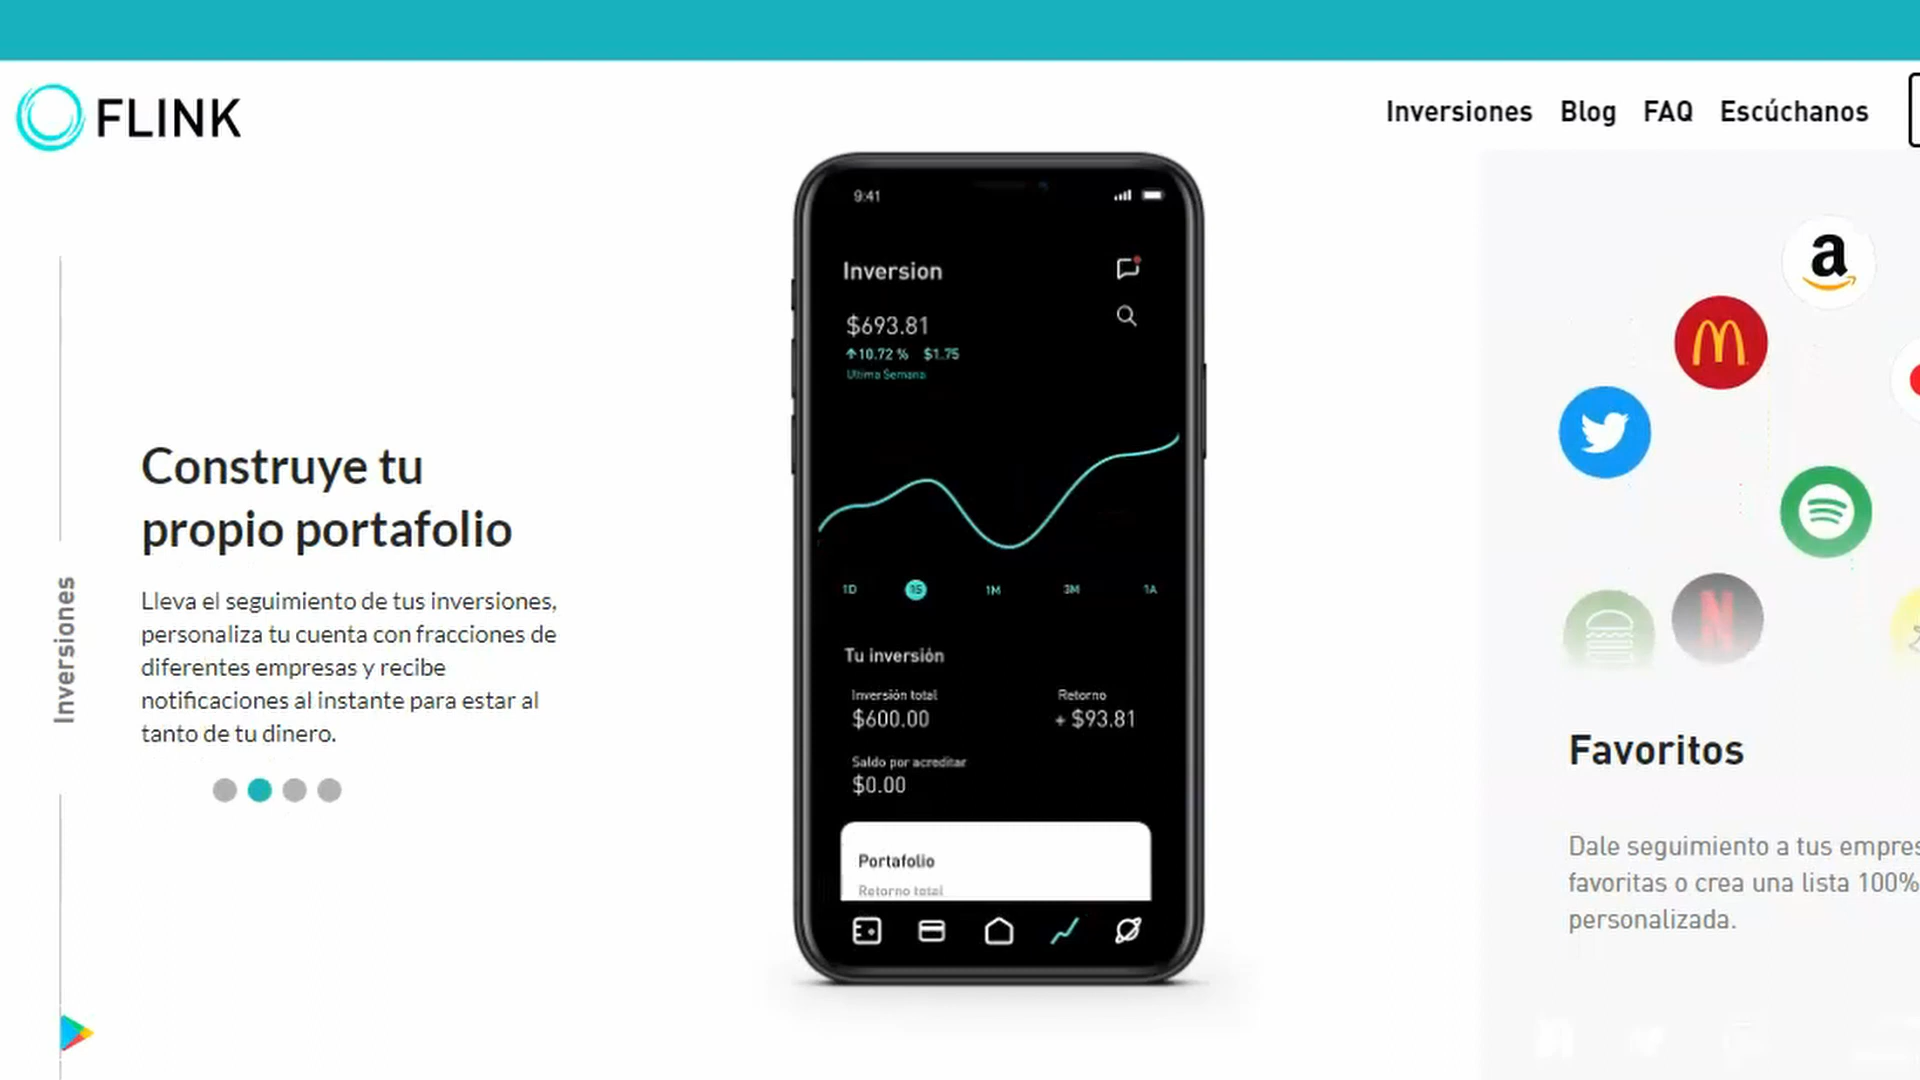 FLINK
Inversiones Blog FAQ Escúchanos
Inversiones
Construye tu
propio portafolio
Lleva el seguimiento de tus inversiones,
personaliza tu cuenta con fracciones de
diferentes empresas y recibe
notificaciones al instante para estar al
tanto de tu dinero.
9:41
Inversion
$693.81
10.72 % $1.75
Ultima Semana
1D 1S 1M 3M 1A
Tu inversión
Inversión total Retorno
$600.00 + $93.81
Saldo por acreditar
$0.00
Portafolio
Retorno total
Favoritos
Dale seguimiento a tus empres
favoritas o crea una lista 100%
personalizada.